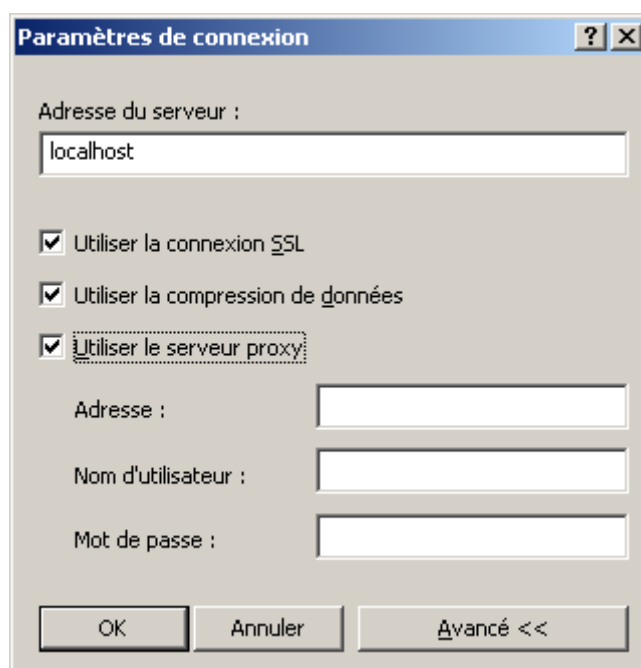 Paramètres de connexion
Adresse du serveur :
localhost
Utiliser la connexion SSL
Utiliser la compression de données
Utiliser le serveur proxy
Adresse :
Nom d'utilisateur :
Mot de passe :
OK Annuler Avancé <<